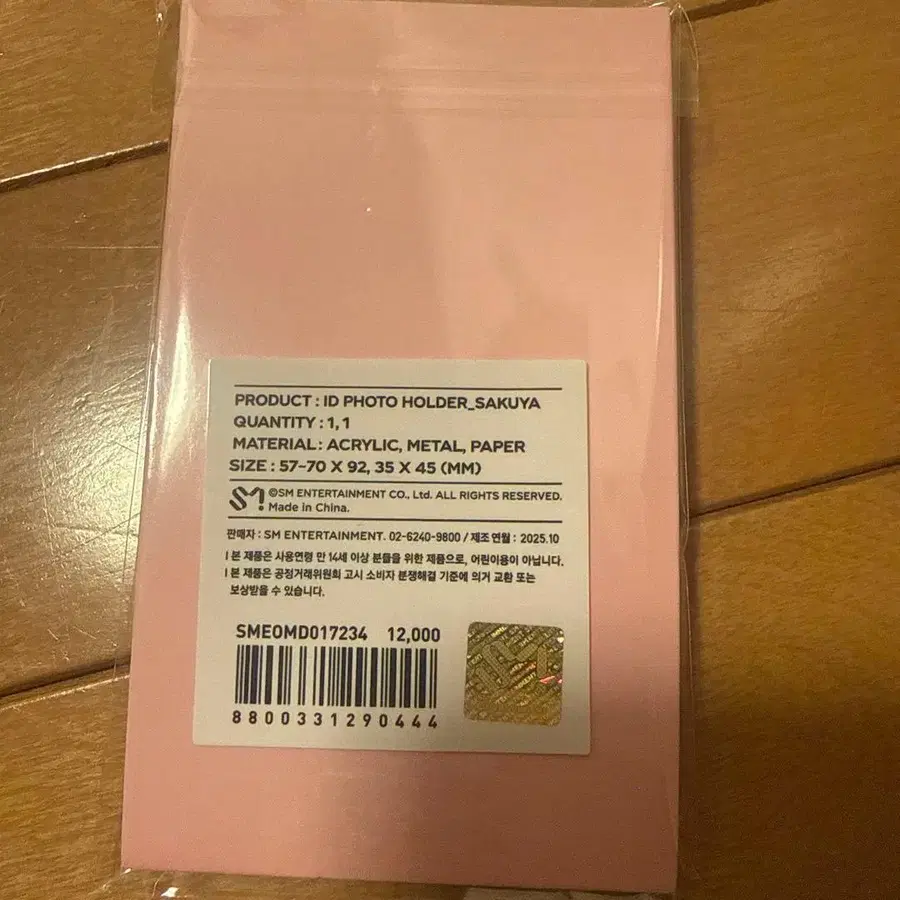 PRODUCT : ID PHOTO HOLDER_SAKUYA
QUANTITY : 1, 1
MATERIAL : ACRYLIC, METAL, PAPER
SIZE : 57~70 X 92, 35 X 45 (MM)
SM! ©SM ENTERTAINMENT CO., Ltd. ALL RIGHTS RESERVED.
Made in China.
판매자 : SM ENTERTAINMENT. 02-6240-9800 / 제조 연월 : 2025.10
I 본 제품은 사용연령 만 14세 이상 분들을 위한 제품으로, 어린이용이 아닙니다.
I 본 제품은 공정거래위원회 고시 소비자 분쟁해결 기준에 의거 교환 또는
보상받을 수 있습니다.
SMEOMD017234 12,000
8800331290444